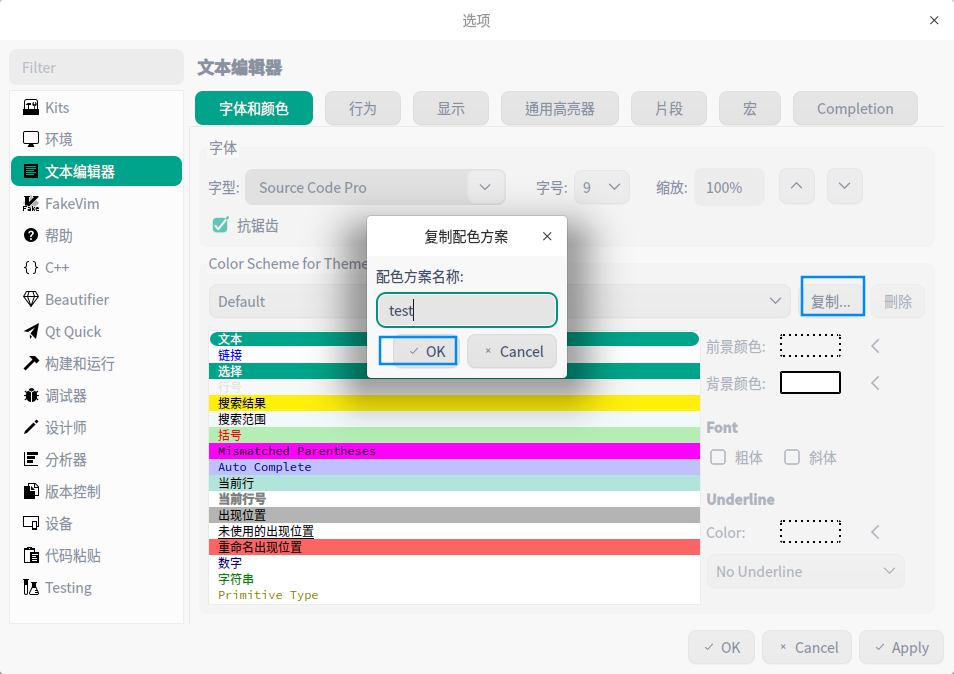 选项
Filter
Kits
环境
文本编辑器
FakeVim
帮助
C++
Beautifier
Qt Quick
构建和运行
调试器
设计师
分析器
版本控制
设备
代码粘贴
Testing
文本编辑器
字体和颜色 行为 显示 通用高亮器 片段 宏 Completion
字体
字型: Source Code Pro 字号: 9 缩放: 100%
抗锯齿
Color Scheme for Theme
Default 复制... 删除
复制配色方案
配色方案名称:
test
OK Cancel
文本
链接
选择
行号
搜索结果
搜索范围
括号
Mismatched Parentheses
Auto Complete
当前行
当前行号
出现位置
未使用的出现位置
重命名出现位置
数字
字符串
Primitive Type
前景颜色:
背景颜色:
Font
粗体 斜体
Underline
Color:
No Underline
OK Cancel Apply